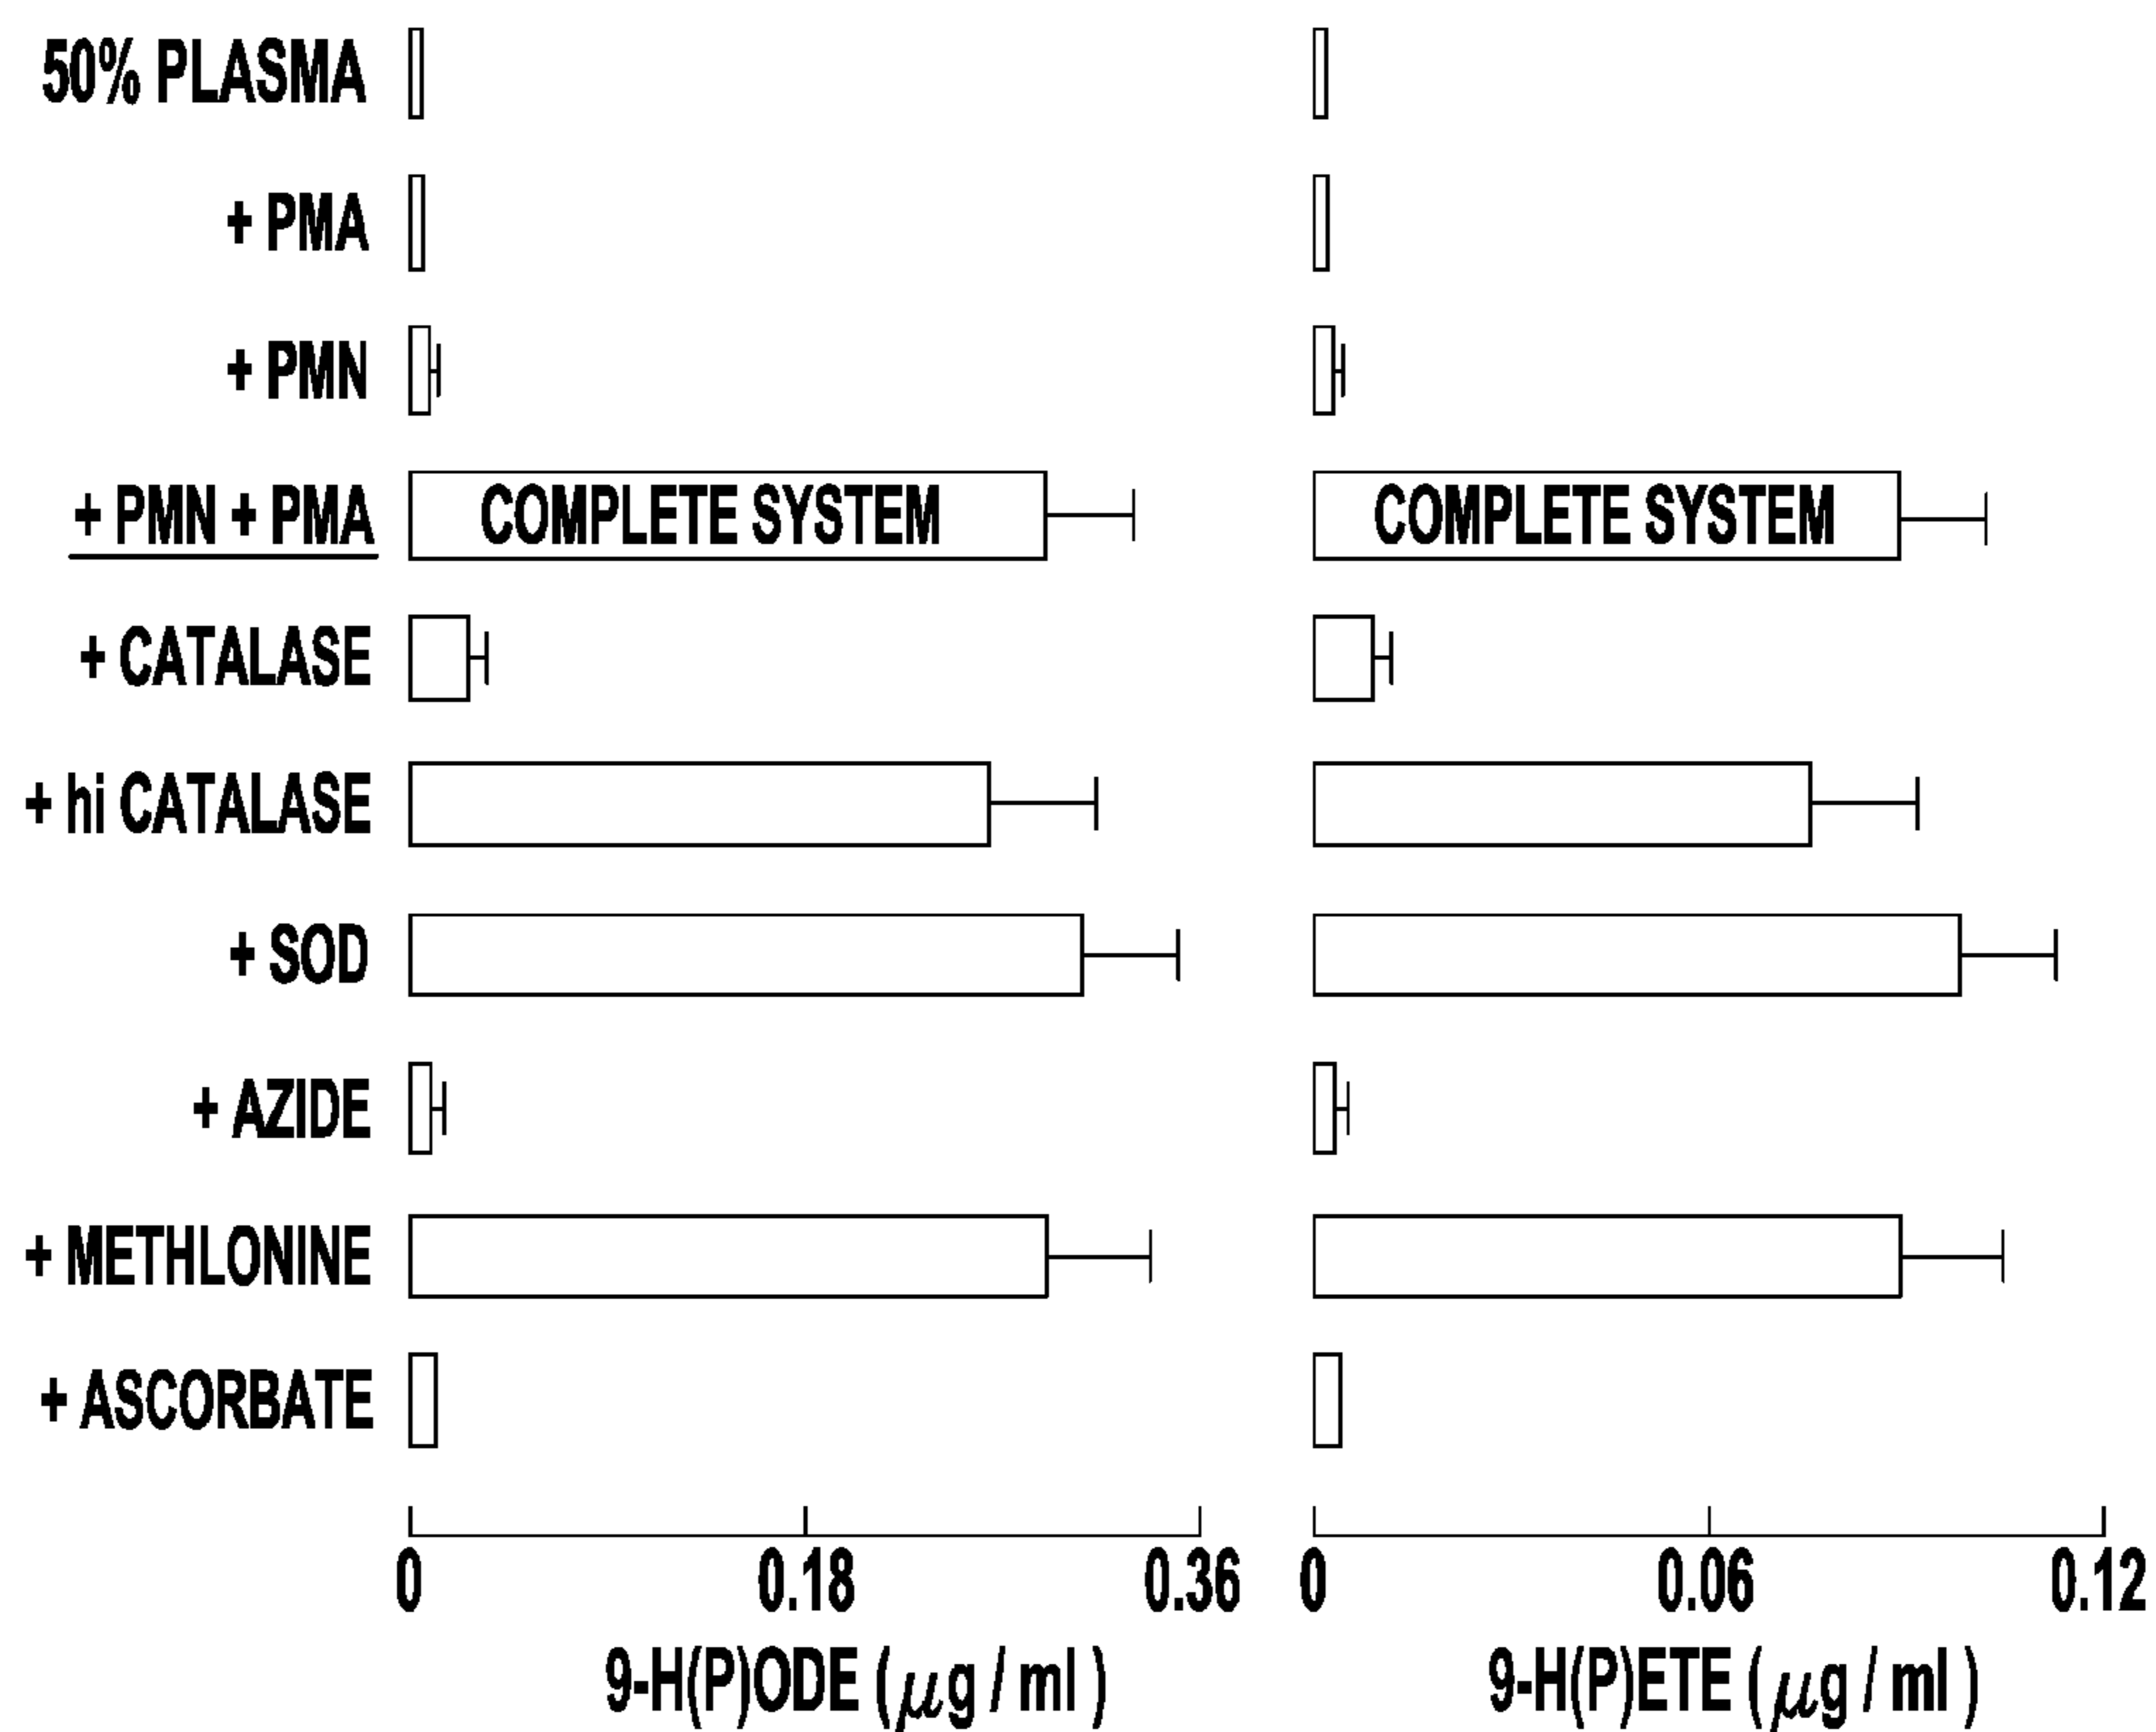 50% PLASMA
+ PMA
+ PMN
+ PMN + PMA
COMPLETE SYSTEM
COMPLETE SYSTEM
+ CATALASE
+ hi CATALASE
+ SOD
+ AZIDE
+ METHLONINE
+ ASCORBATE
0 0.18 0.36
0 0.06 0.12
9-H(P)ODE (μg / ml )
9-H(P)ETE (μg / ml )